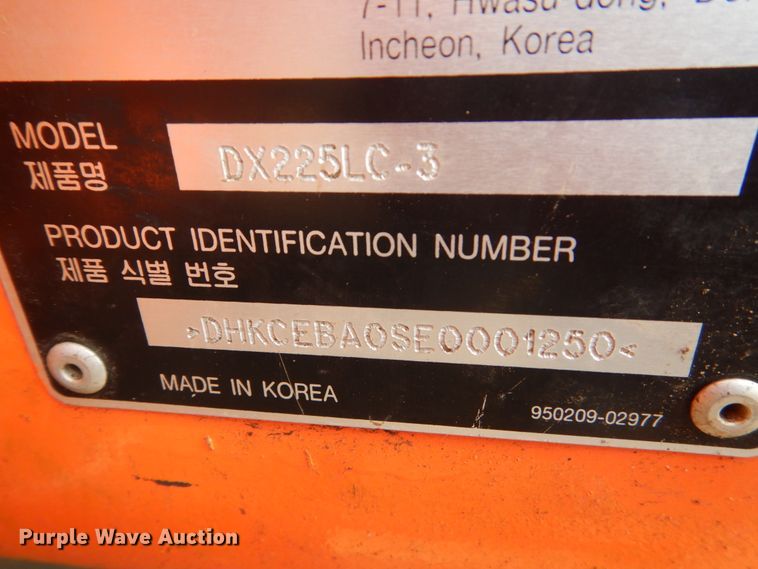 7-11, Hwasu-dong,
Incheon, Korea
MODEL DX225LC-3
제품명
PRODUCT IDENTIFICATION NUMBER
제품 식별 번호
>DHKCEBA0SE0001250<
MADE IN KOREA
950209-02977
Purple Wave Auction